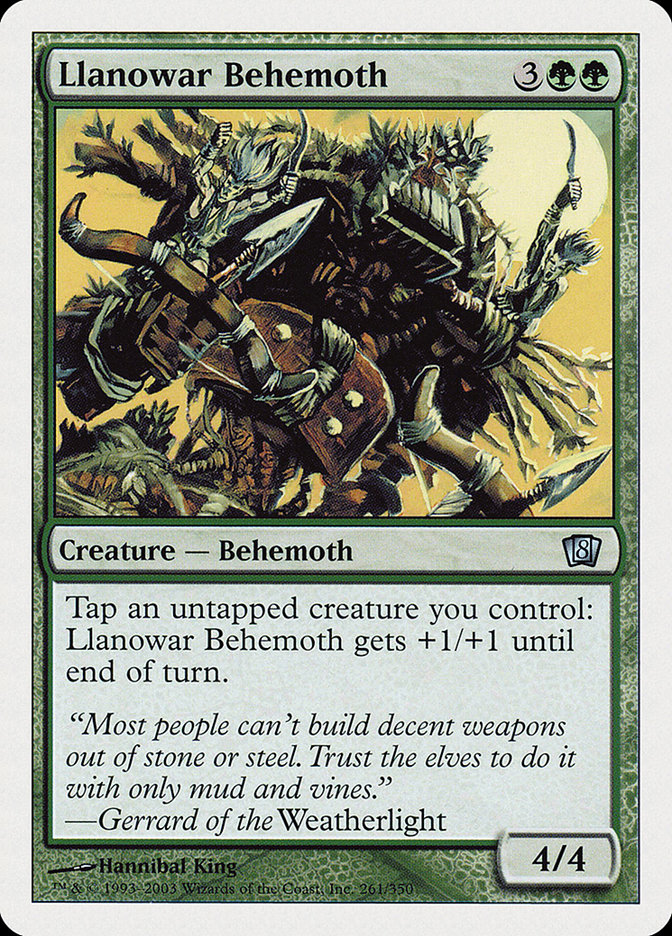 Llanowar Behemoth 3
Creature — Behemoth 8
Tap an untapped creature you control:
Llanowar Behemoth gets +1/+1 until
end of turn.
“Most people can’t build decent weapons
out of stone or steel. Trust the elves to do it
with only mud and vines.”
—Gerrard of the Weatherlight
4/4
Hannibal King
™ & © 1993–2003 Wizards of the Coast, Inc. 261/350